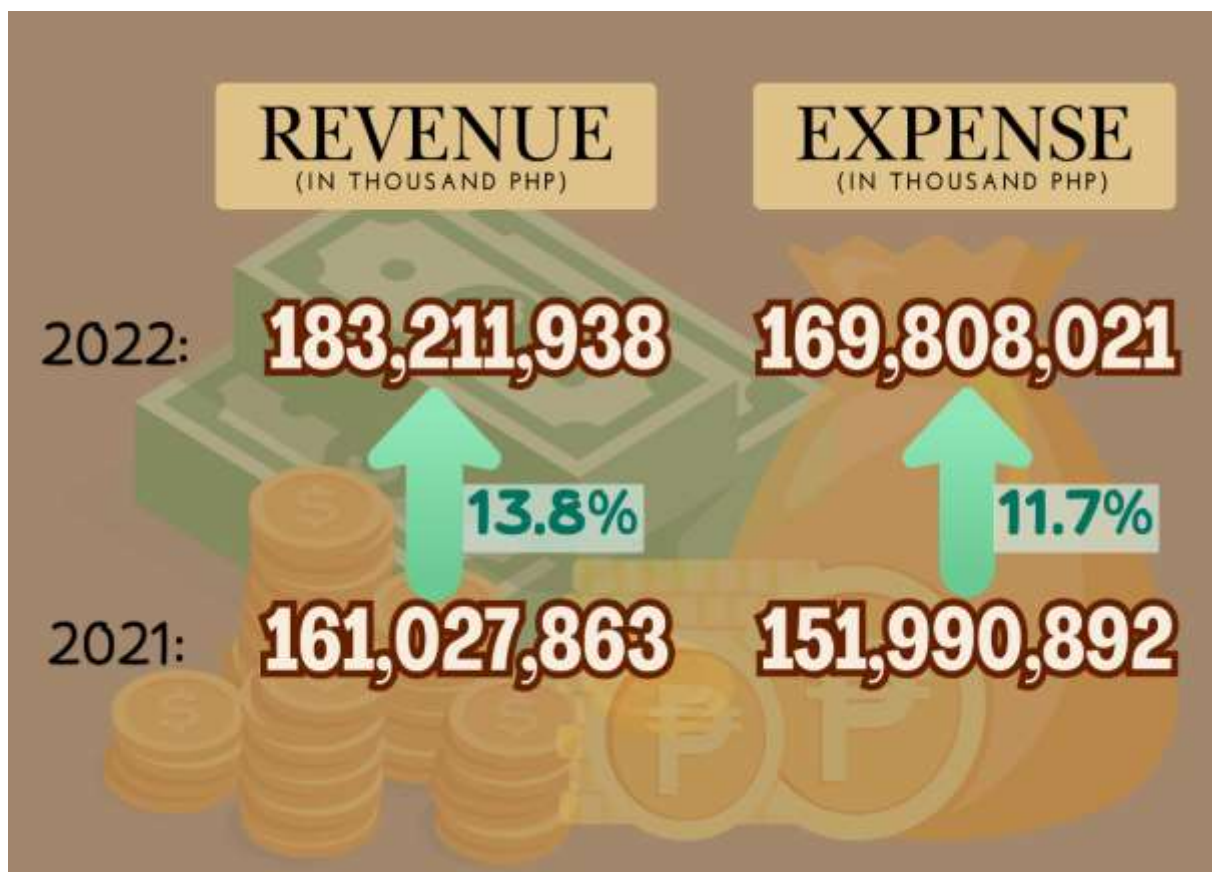 REVENUE
(IN THOUSAND PHP)
EXPENSE
(IN THOUSAND PHP)
2022: 183,211,938 169,808,021
13.8% 11.7%
2021: 161,027,863 151,990,892